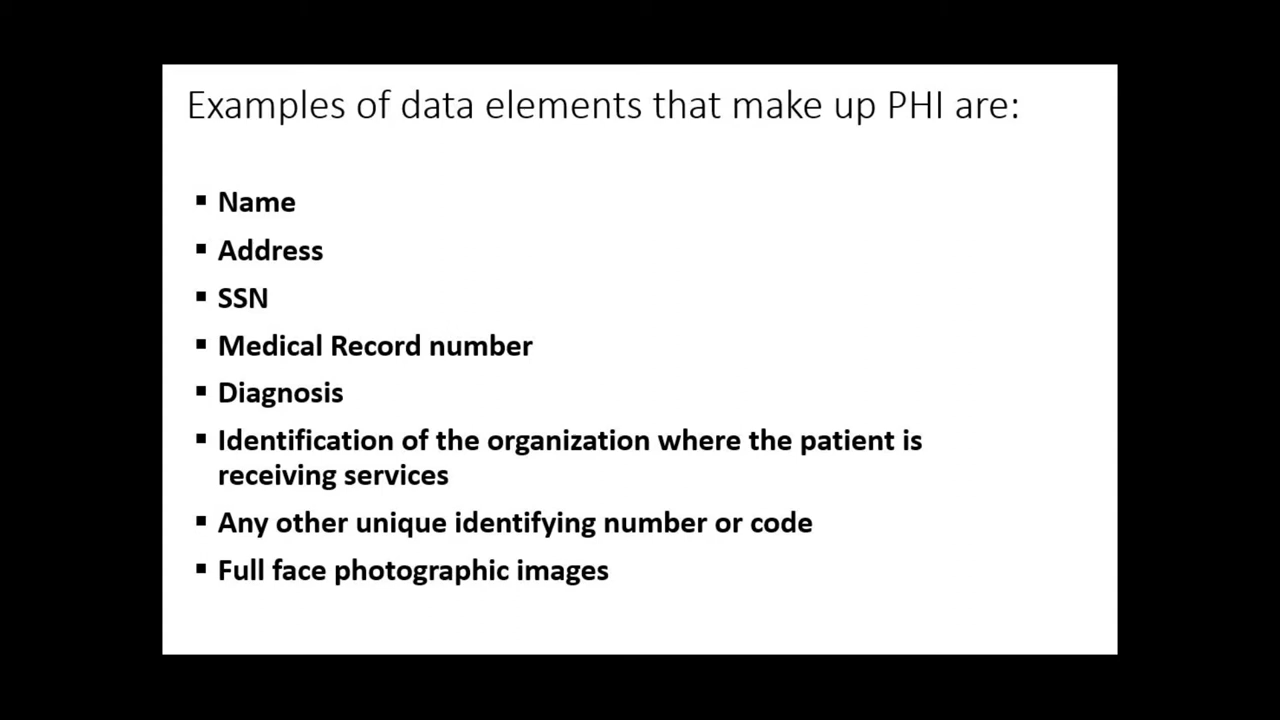 Examples of data elements that make up PHI are:
▪ Name
▪ Address
▪ SSN
▪ Medical Record number
▪ Diagnosis
▪ Identification of the organization where the patient is
receiving services
▪ Any other unique identifying number or code
▪ Full face photographic images